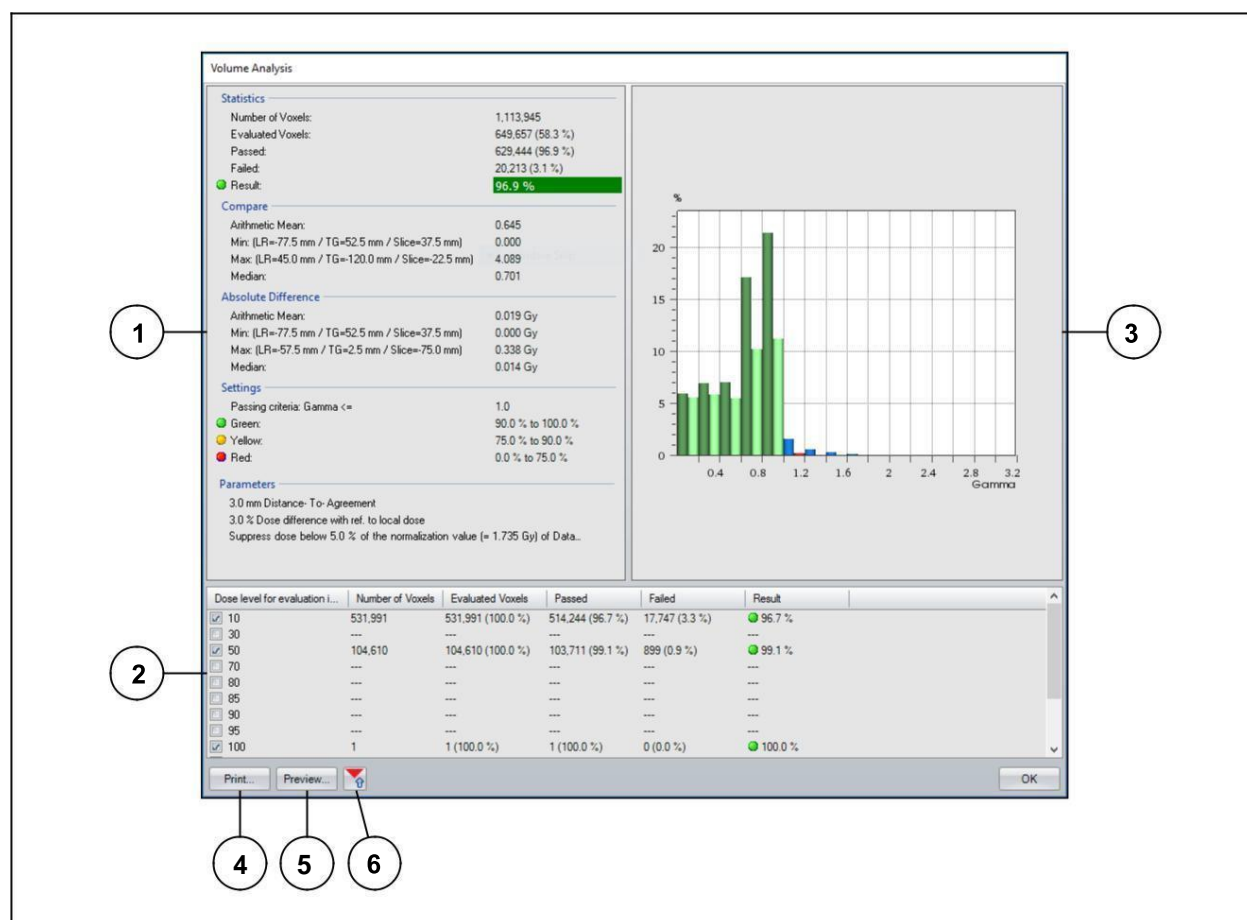 Volume Analysis
Statistics
Number of Voxels: 1,113,945
Evaluated Voxels: 649,657 (58.3 %)
Passed: 629,444 (96.9 %)
Failed: 20,213 (3.1 %)
Result: 96.9 %
Compare
Arithmetic Mean: 0.645
Min: (LR=-77.5 mm / TG=52.5 mm / Slice=37.5 mm) 0.000
Max: (LR=45.0 mm / TG=-120.0 mm / Slice=-22.5 mm) 4.089
Median: 0.701
Absolute Difference
Arithmetic Mean: 0.019 Gy
Min: (LR=-77.5 mm / TG=52.5 mm / Slice=37.5 mm) 0.000 Gy
Max: (LR=-57.5 mm / TG=2.5 mm / Slice=-75.0 mm) 0.338 Gy
Median: 0.014 Gy
Settings
Passing criteria: Gamma <= 1.0
Green: 90.0 % to 100.0 %
Yellow: 75.0 % to 90.0 %
Red: 0.0 % to 75.0 %
Parameters
3.0 mm Distance- To- Agreement
3.0 % Dose difference with ref. to local dose
Suppress dose below 5.0 % of the normalization value (= 1.735 Gy) of Data...
%
20
15
10
5
0
0.4 0.8 1.2 1.6 2 2.4 2.8 3.2
Gamma
1
3
Dose level for evaluation i... Number of Voxels Evaluated Voxels Passed Failed Result
10 531,991 531,991 (100.0 %) 514,244 (96.7 %) 17,747 (3.3 %) 96.7 %
30 --- --- --- --- ---
50 104,610 104,610 (100.0 %) 103,711 (99.1 %) 899 (0.9 %) 99.1 %
70 --- --- --- --- ---
80 --- --- --- --- ---
85 --- --- --- --- ---
90 --- --- --- --- ---
95 --- --- --- --- ---
100 1 1 (100.0 %) 1 (100.0 %) 0 (0.0 %) 100.0 %
2
Print... Preview... OK
4 5 6